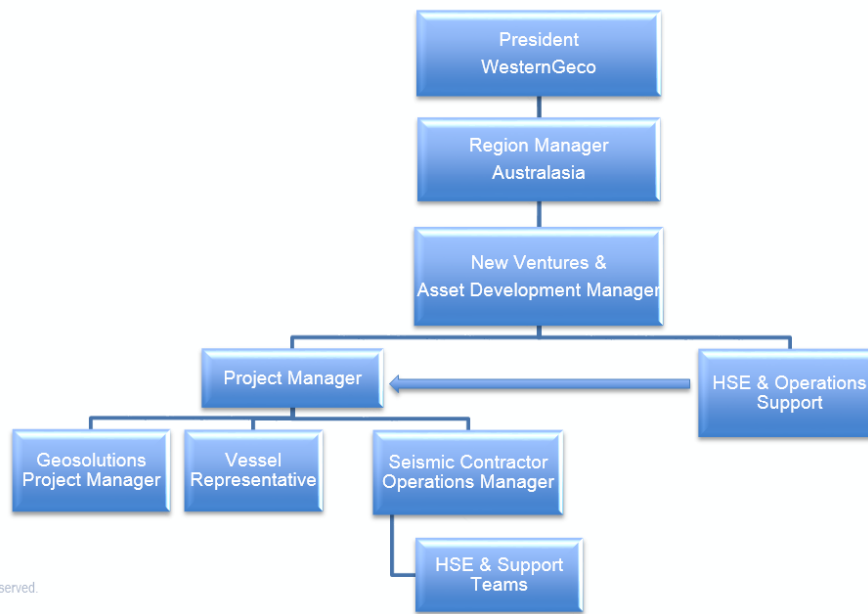 President
WesternGeco
Region Manager
Australasia
New Ventures &
Asset Development Manager
Project Manager
HSE & Operations
Support
Geosolutions
Project Manager
Vessel
Representative
Seismic Contractor
Operations Manager
HSE & Support
Teams
served.